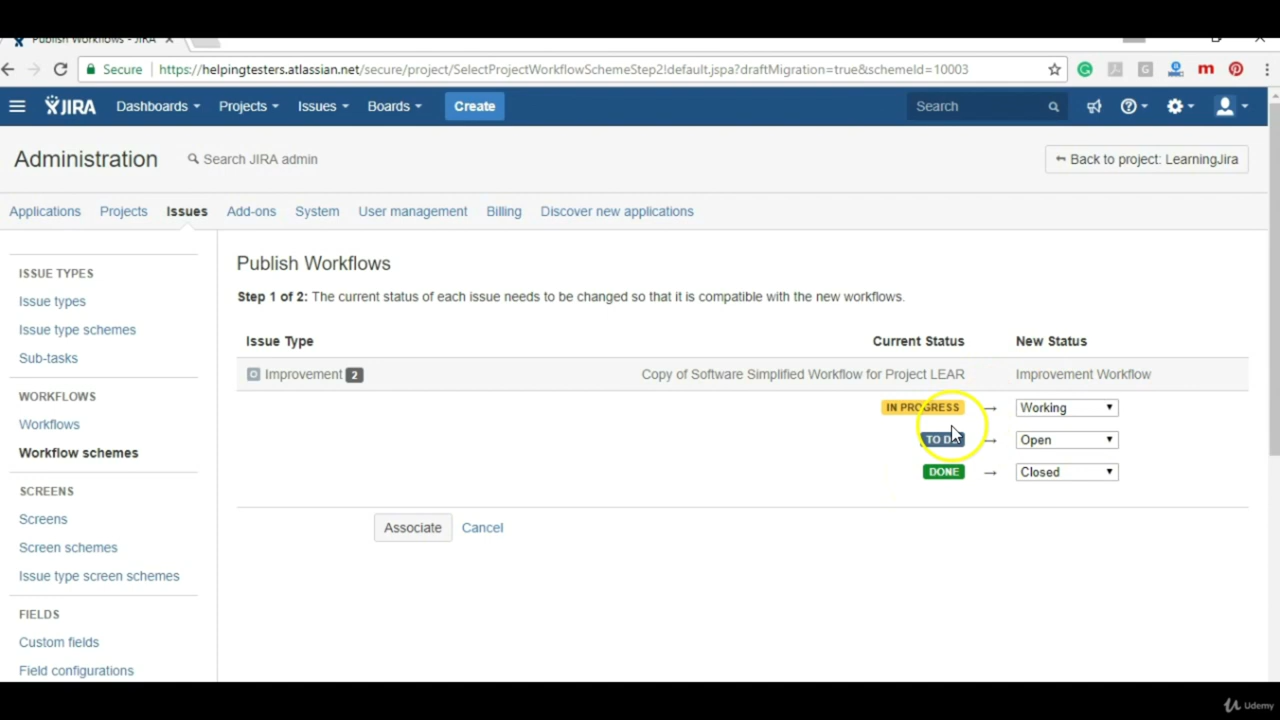 Publish Workflows - JIRA
Secure https://helpingtesters.atlassian.net/secure/project/SelectProjectWorkflowSchemeStep2!default.jspa?draftMigration=true&schemeId=10003
JIRA Dashboards Projects Issues Boards Create Search
Administration Search JIRA admin Back to project: LearningJira
Applications Projects Issues Add-ons System User management Billing Discover new applications
ISSUE TYPES
Issue types
Issue type schemes
Sub-tasks
WORKFLOWS
Workflows
Workflow schemes
SCREENS
Screens
Screen schemes
Issue type screen schemes
FIELDS
Custom fields
Field configurations
Publish Workflows
Step 1 of 2: The current status of each issue needs to be changed so that it is compatible with the new workflows.
Issue Type Current Status New Status
Improvement 2 Copy of Software Simplified Workflow for Project LEAR Improvement Workflow
IN PROGRESS → Working
TO DO → Open
DONE → Closed
Associate Cancel
Udemy